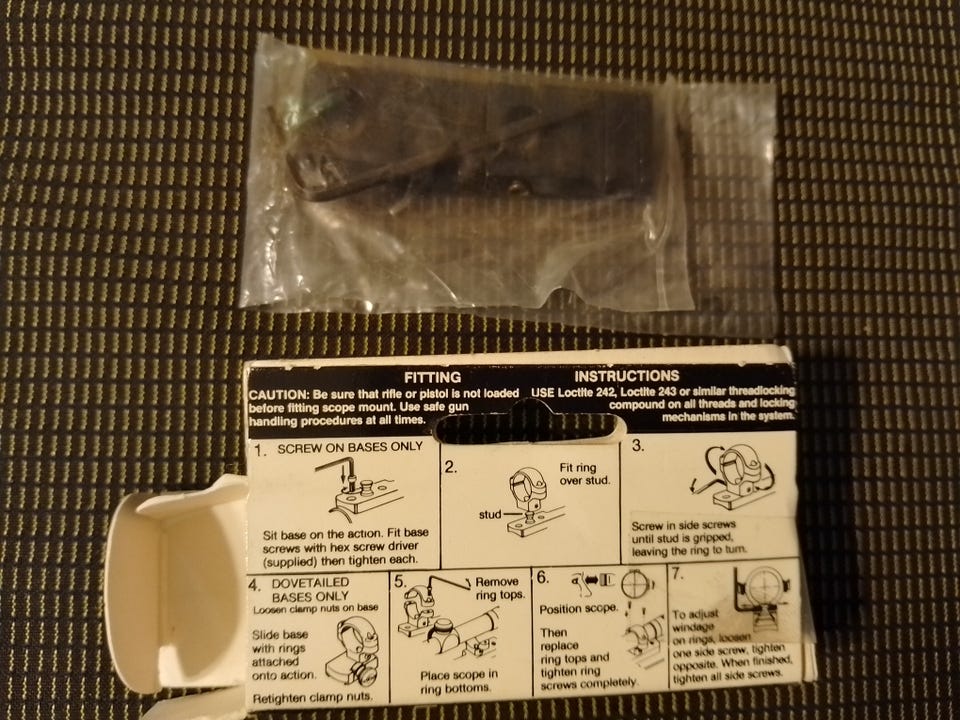 FITTING INSTRUCTIONS
CAUTION: Be sure that rifle or pistol is not loaded
before fitting scope mount. Use safe gun
handling procedures at all times.
USE Loctite 242, Loctite 243 or similar threadlocking
compound on all threads and locking
mechanisms in the system.
1. SCREW ON BASES ONLY
Sit base on the action. Fit base
screws with hex screw driver
(supplied) then tighten each.
2.
Fit ring
over stud.
stud
3.
Screw in side screws
until stud is gripped,
leaving the ring to turn.
4. DOVETAILED
BASES ONLY
Loosen clamp nuts on base
Slide base
with rings
attached
onto action.
Retighten clamp nuts.
5.
Remove
ring tops.
Place scope in
ring bottoms.
6.
Position scope.
Then
replace
ring tops and
tighten ring
screws completely.
7.
To adjust
windage
on rings, loosen
one side screw, tighten
opposite. When finished,
tighten all side screws.